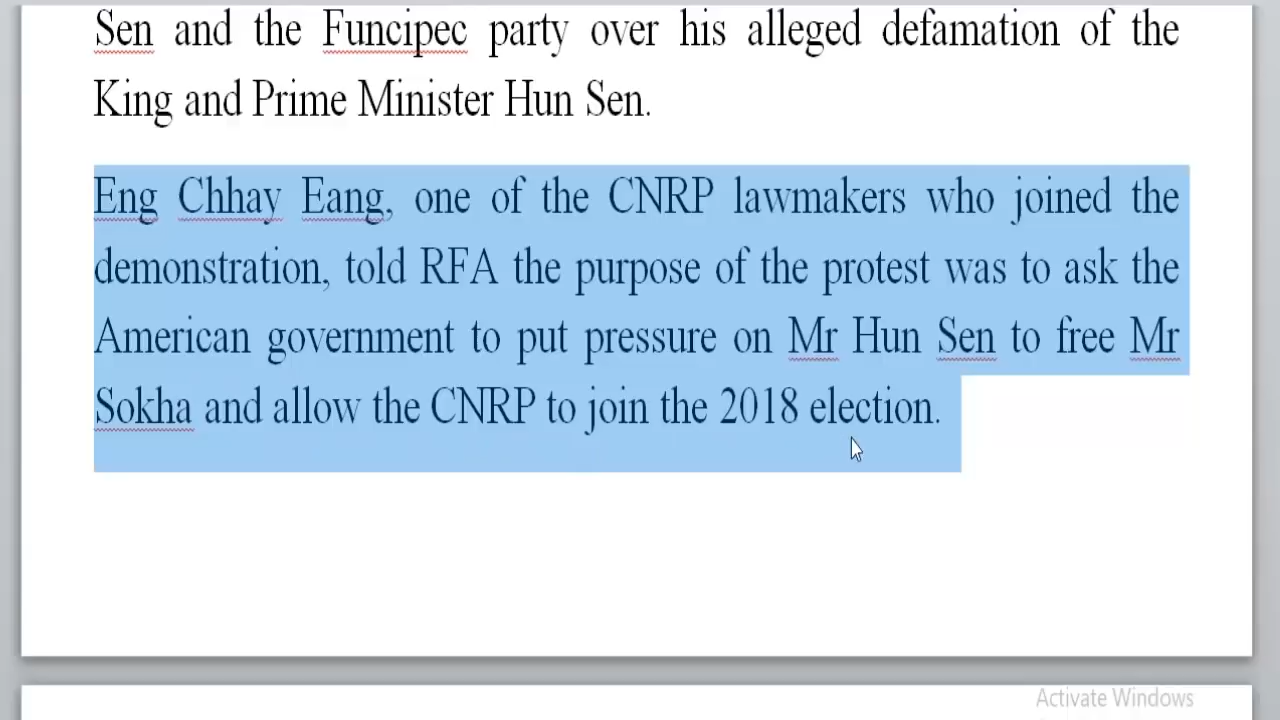 Sen and the Funcipec party over his alleged defamation of the
King and Prime Minister Hun Sen.
Eng Chhay Eang, one of the CNRP lawmakers who joined the
demonstration, told RFA the purpose of the protest was to ask the
American government to put pressure on Mr Hun Sen to free Mr
Sokha and allow the CNRP to join the 2018 election.
Activate Windows